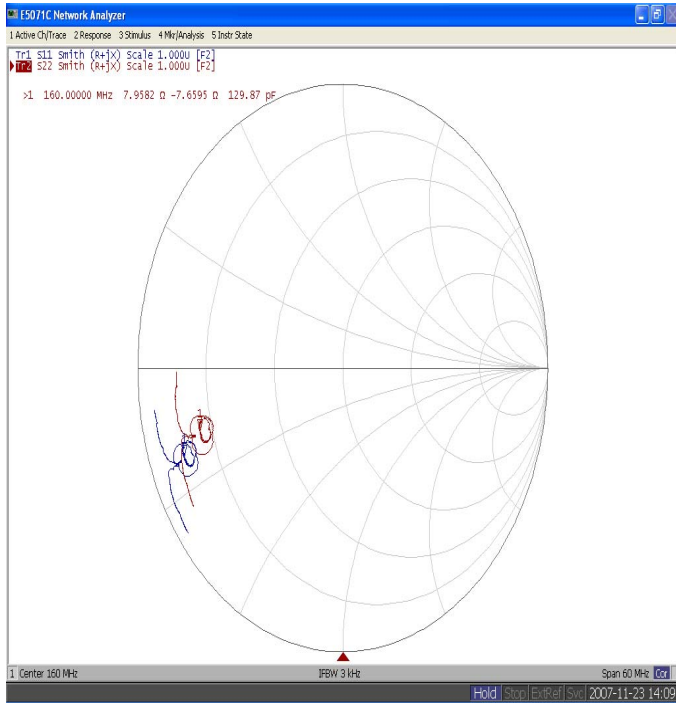 E5071C Network Analyzer
1 Active Ch/Trace 2 Response 3 Stimulus 4 Mkr/Analysis 5 Instr State
Tr1 S11 Smith (R+jX) Scale 1.000U [F2]
Tr2 S22 Smith (R+jX) Scale 1.000U [F2]
>1 160.00000 MHz 7.9582 Ω -7.6595 Ω 129.87 pF
1
1 Center 160 MHz IFBW 3 kHz Span 60 MHz Cor
Hold Stop ExtRef Svc 2007-11-23 14:09